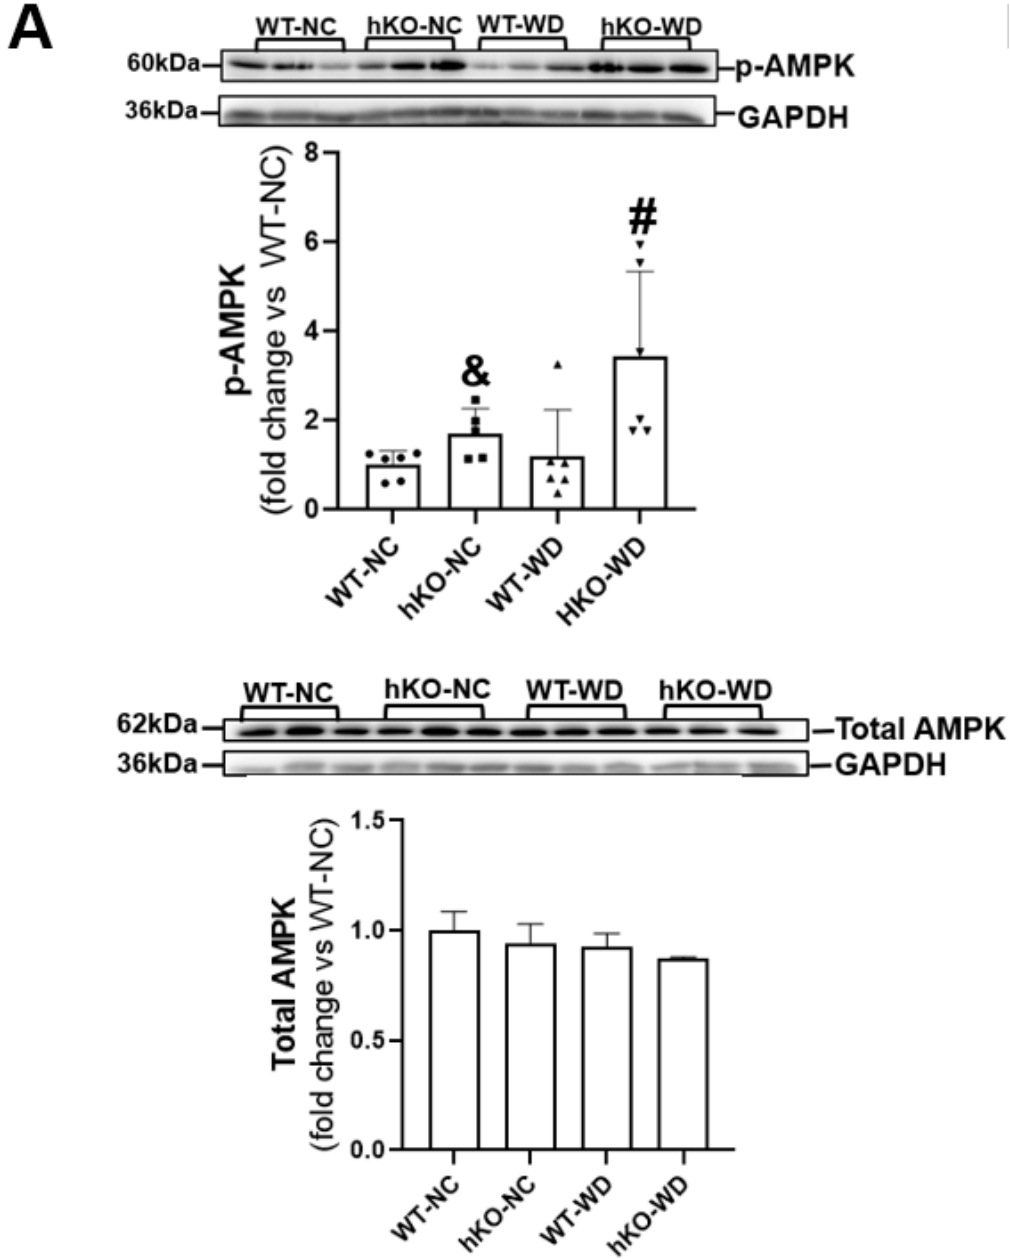 A
WT-NC hKO-NC WT-WD hKO-WD
60kDa p-AMPK
36kDa GAPDH
p-AMPK
(fold change vs WT-NC)
8
6
4
2
0
&
#
WT-NC
hKO-NC
WT-WD
HKO-WD
WT-NC hKO-NC WT-WD hKO-WD
62kDa Total AMPK
36kDa GAPDH
Total AMPK
(fold change vs WT-NC)
1.5
1.0
0.5
0.0
WT-NC
hKO-NC
WT-WD
hKO-WD